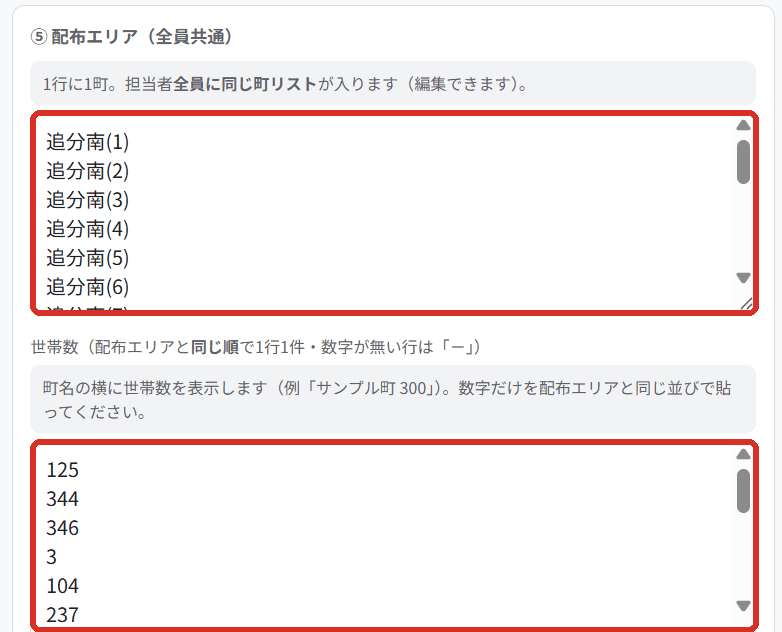 ⑤ 配布エリア（全員共通）
1行に1町。担当者全員に同じ町リストが入ります（編集できます）。
追分南(1)
追分南(2)
追分南(3)
追分南(4)
追分南(5)
追分南(6)
世帯数（配布エリアと同じ順で1行1件・数字が無い行は「－」）
町名の横に世帯数を表示します（例「サンプル町 300」）。数字だけを配布エリアと同じ並びで貼
ってください。
125
344
346
3
104
237